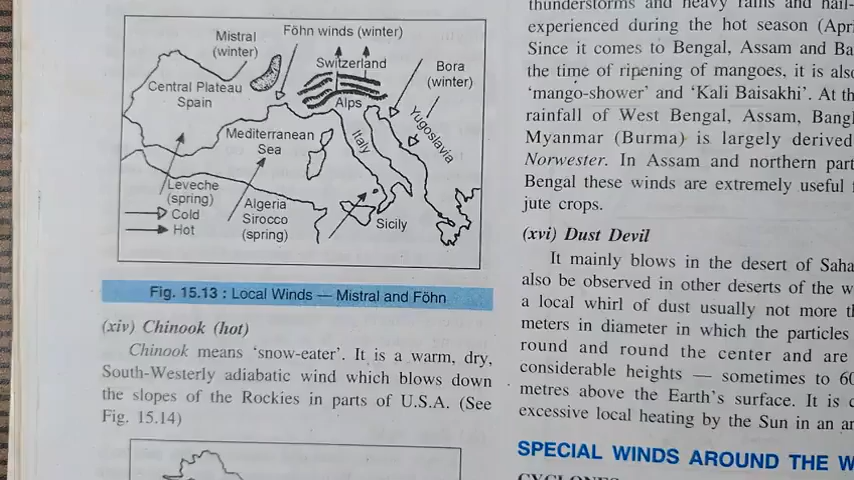 Föhn winds (winter)
Mistral
(winter)
Switzerland
Bora
(winter)
Central Plateau
Spain
Alps
Mediterranean
Sea
Italy
Yugoslavia
Leveche
(spring)
Cold
Hot
Algeria
Sirocco
(spring)
Sicily
Fig. 15.13 : Local Winds — Mistral and Föhn
(xiv) Chinook (hot)
Chinook means ‘snow-eater’. It is a warm, dry,
South-Westerly adiabatic wind which blows down
the slopes of the Rockies in parts of U.S.A. (See
Fig. 15.14)
thunderstorms and heavy rains and hail-
experienced during the hot season (Apri
Since it comes to Bengal, Assam and Ba
the time of ripening of mangoes, it is also
‘mango-shower’ and ‘Kali Baisakhi’. At th
rainfall of West Bengal, Assam, Bangl
Myanmar (Burma) is largely derived
Norwester. In Assam and northern part
Bengal these winds are extremely useful f
jute crops.
(xvi) Dust Devil
It mainly blows in the desert of Saha
also be observed in other deserts of the w
a local whirl of dust usually not more th
meters in diameter in which the particles
round and round the center and are
considerable heights — sometimes to 60
metres above the Earth's surface. It is c
excessive local heating by the Sun in an ar
SPECIAL WINDS AROUND THE W
CYCLONES